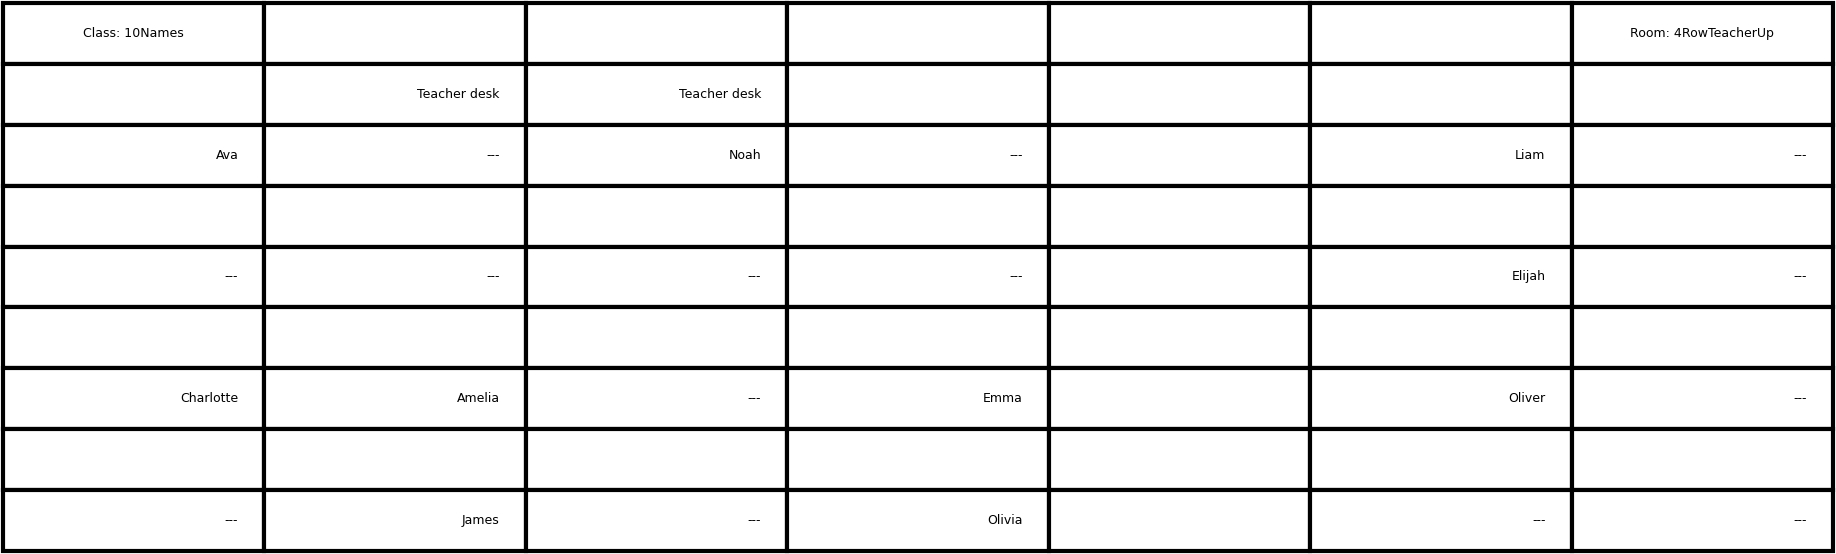 Class: 10Names Room: 4RowTeacherUp
Teacher desk Teacher desk
Ava --- Noah --- Liam ---
--- --- --- --- Elijah ---
Charlotte Amelia --- Emma Oliver ---
--- James --- Olivia --- ---